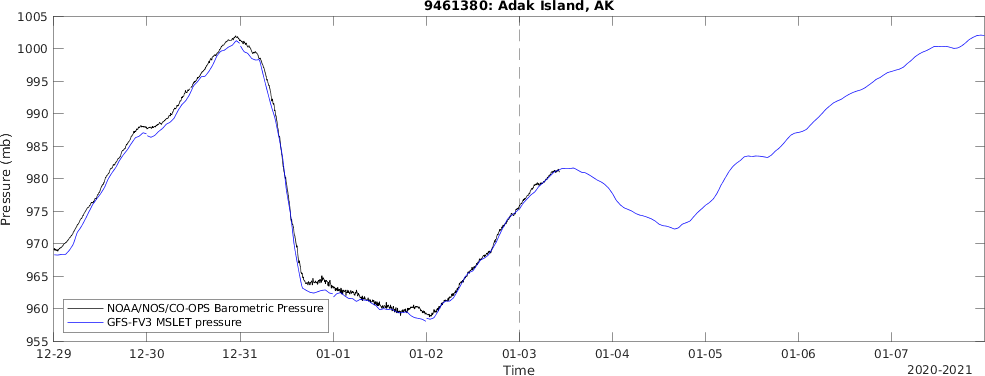 9461380: Adak Island, AK
Pressure (mb)
1005
1000
995
990
985
980
975
970
965
960
955
NOAA/NOS/CO-OPS Barometric Pressure
GFS-FV3 MSLET pressure
12-29 12-30 12-31 01-01 01-02 01-03 01-04 01-05 01-06 01-07
Time
2020-2021